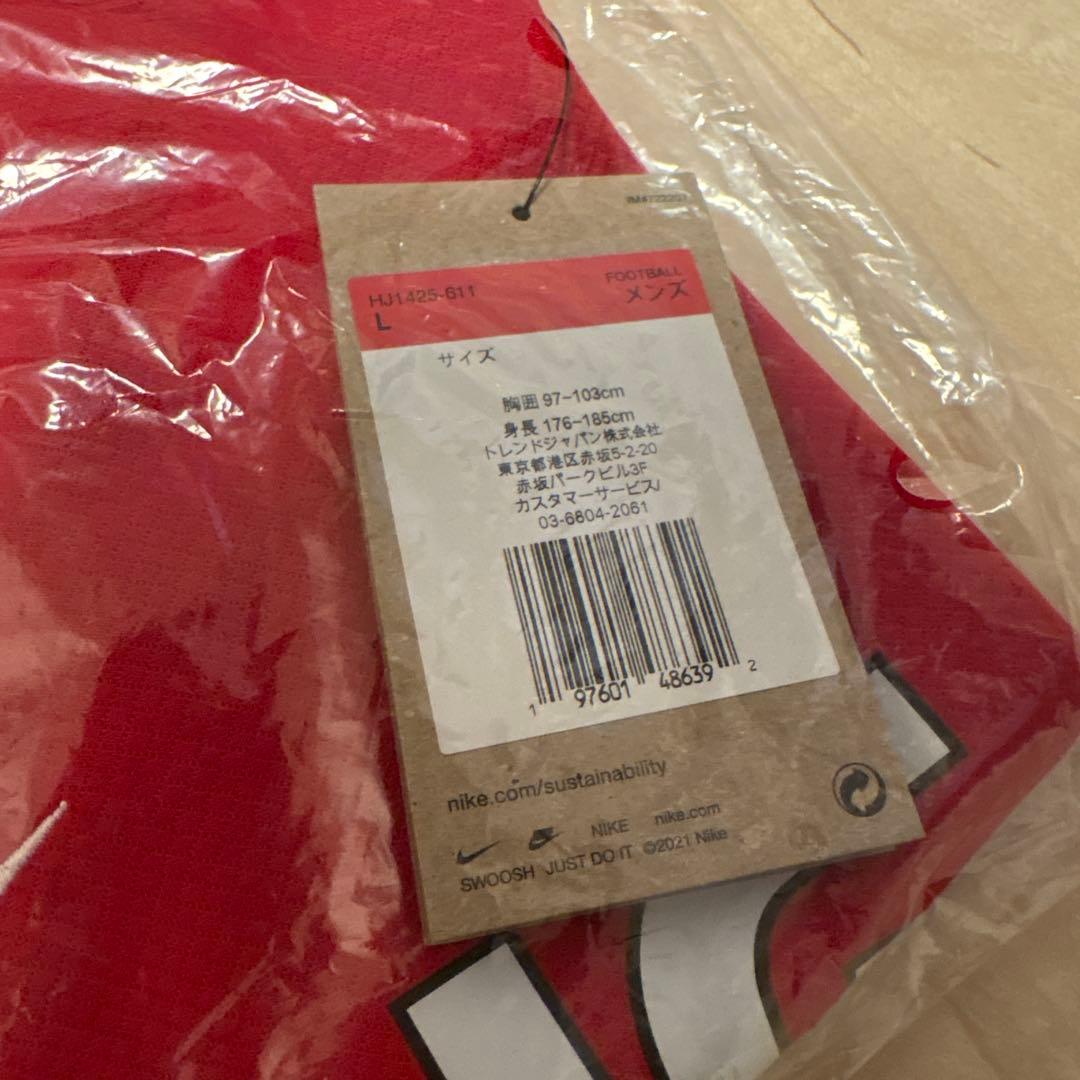 HJ1425-611
FOOTBALL
L
メンズ
サイズ
胸囲 97-103cm
身長 176-185cm
トレンドジャパン株式会社
東京都港区赤坂5-2-20
赤坂パークビル3F
カスタマーサービス/
03-6804-2061
1 97601 48639 2
nike.com/sustainability
NIKE nike.com
SWOOSH JUST DO IT ©2021 Nike